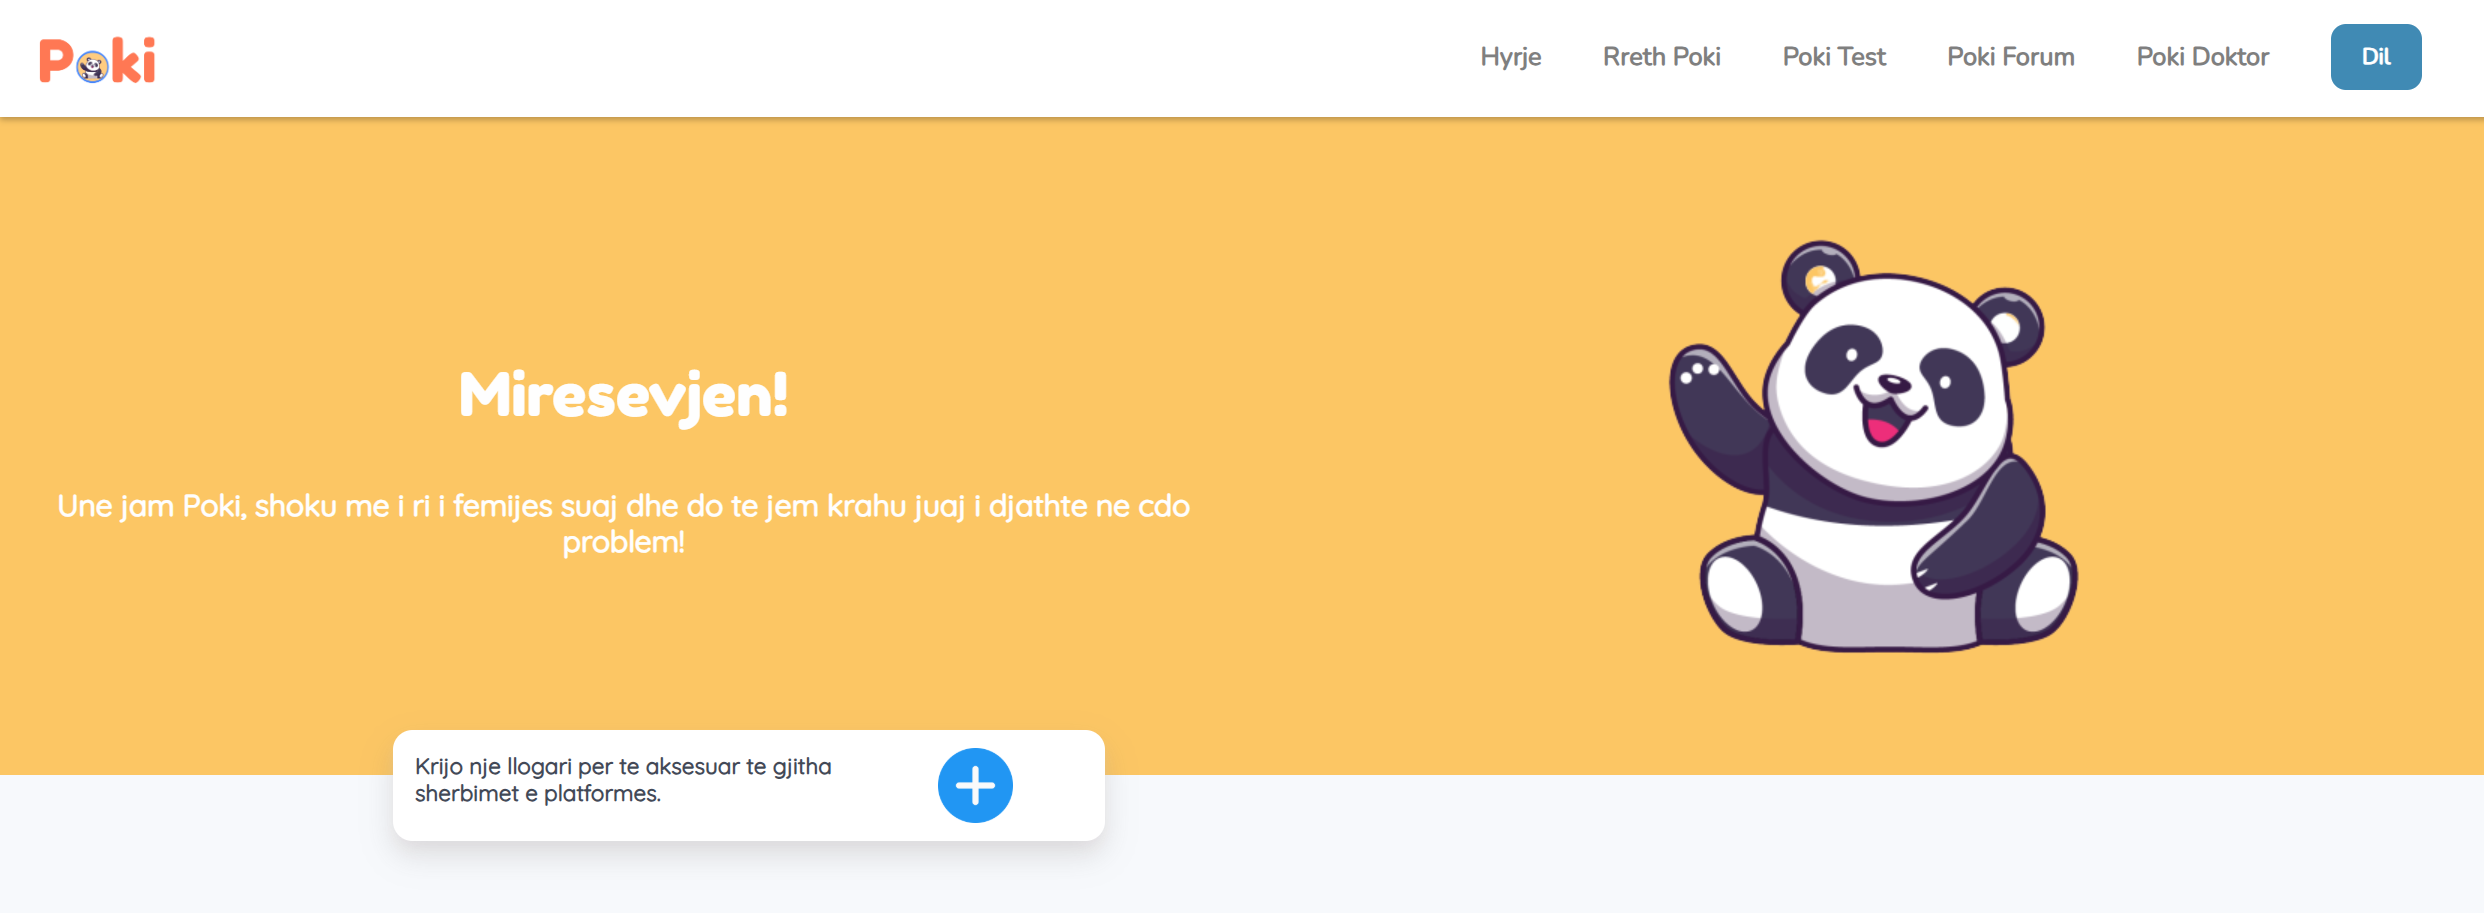 Poki
Hyrje
Rreth Poki
Poki Test
Poki Forum
Poki Doktor
Dil
Miresevjen!
Une jam Poki, shoku me i ri i femijes suaj dhe do te jem krahu juaj i djathte ne cdo
problem!
Krijo nje llogari per te aksesuar te gjitha
sherbimet e platformes.